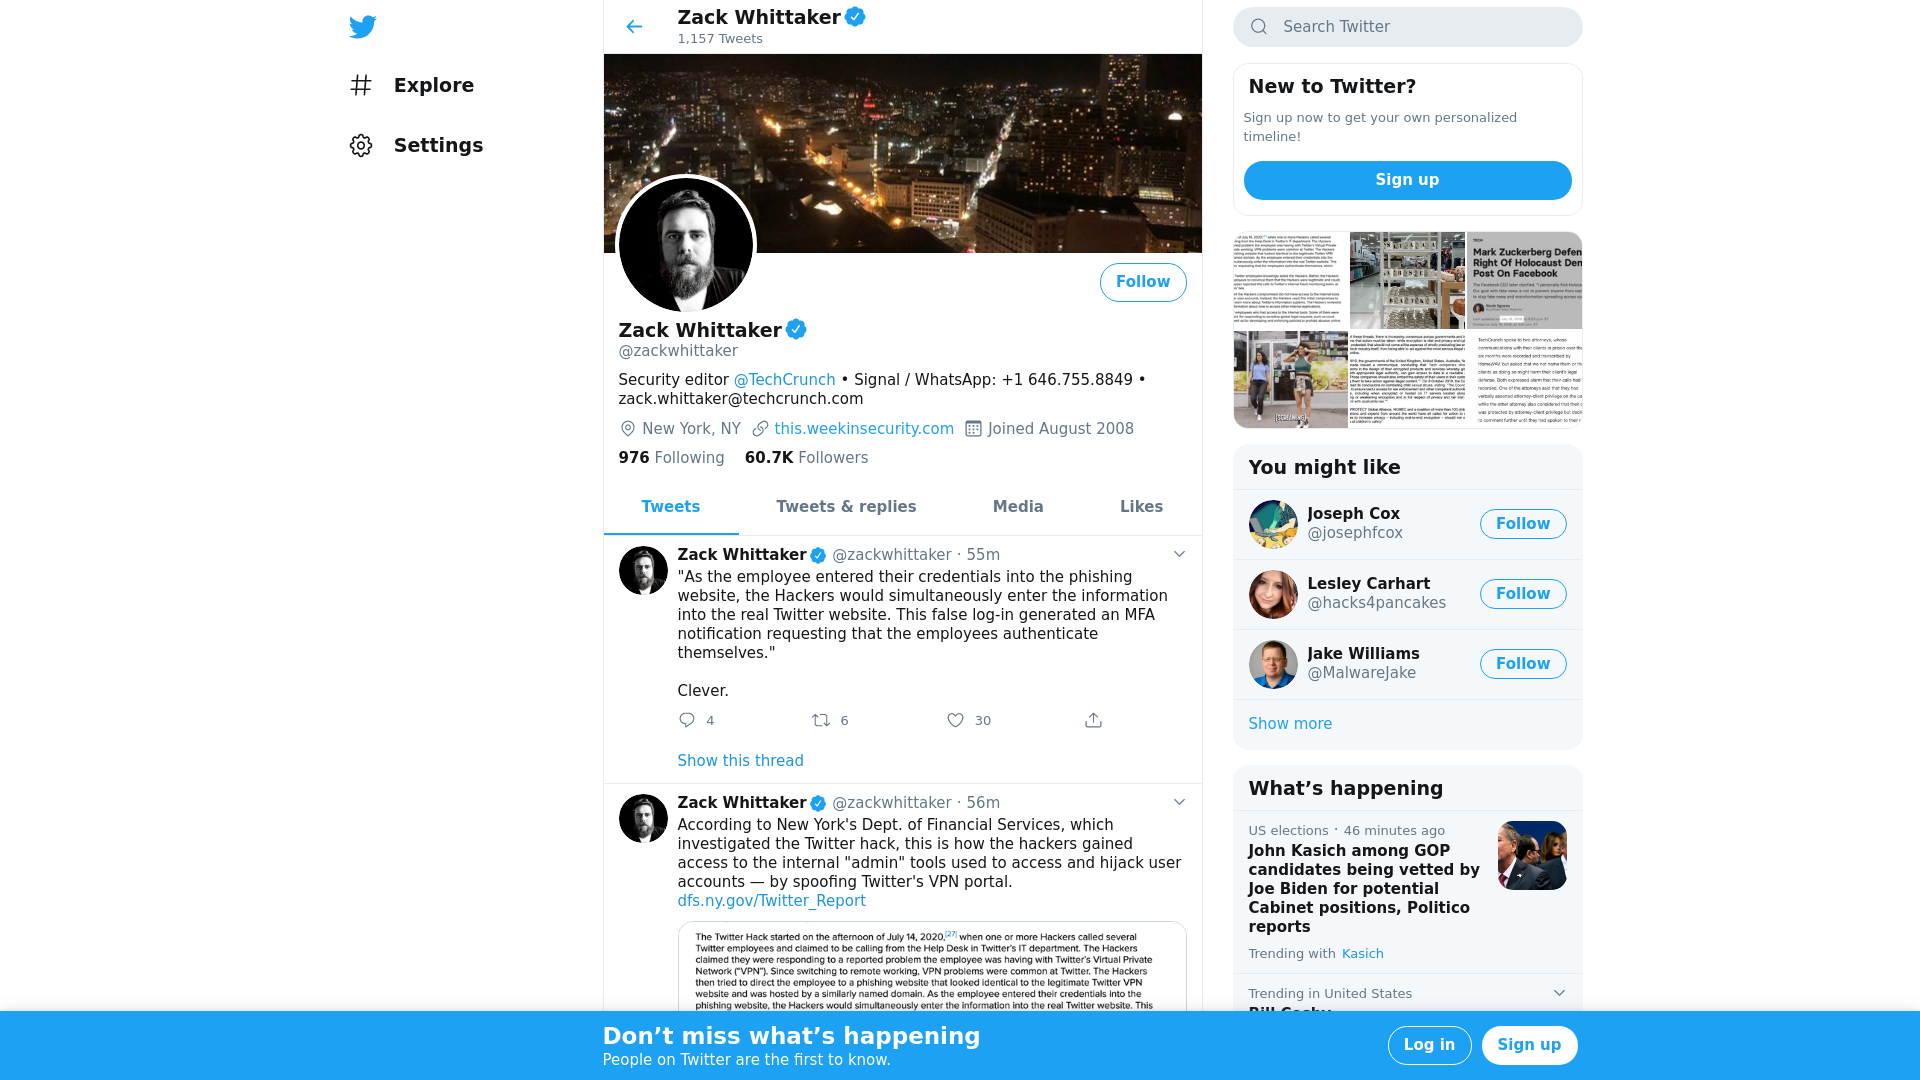 Explore
Settings
Zack Whittaker
1,157 Tweets
Follow
Zack Whittaker
@zackwhittaker
Security editor @TechCrunch • Signal / WhatsApp: +1 646.755.8849 •
zack.whittaker@techcrunch.com
New York, NY this.weekinsecurity.com Joined August 2008
976 Following 60.7K Followers
Tweets Tweets & replies Media Likes
Zack Whittaker @zackwhittaker · 55m
"As the employee entered their credentials into the phishing
website, the Hackers would simultaneously enter the information
into the real Twitter website. This false log-in generated an MFA
notification requesting that the employees authenticate
themselves."
Clever.
4 6 30
Show this thread
Zack Whittaker @zackwhittaker · 56m
According to New York's Dept. of Financial Services, which
investigated the Twitter hack, this is how the hackers gained
access to the internal "admin" tools used to access and hijack user
accounts — by spoofing Twitter's VPN portal.
dfs.ny.gov/Twitter_Report
The Twitter Hack started on the afternoon of July 14, 2020,[27] when one or more Hackers called several
Twitter employees and claimed to be calling from the Help Desk in Twitter's IT department. The Hackers
claimed they were responding to a reported problem the employee was having with Twitter's Virtual Private
Network ("VPN"). Since switching to remote working, VPN problems were common at Twitter. The Hackers
then tried to direct the employee to a phishing website that looked identical to the legitimate Twitter VPN
website and was hosted by a similarly named domain. As the employee entered their credentials into the
phishing website, the Hackers would simultaneously enter the information into the real Twitter website. This
Search Twitter
New to Twitter?
Sign up now to get your own personalized
timeline!
Sign up
Mark Zuckerberg Defen
Right Of Holocaust Den
Post On Facebook
[SCREAMING]
You might like
Joseph Cox
@josephfcox
Follow
Lesley Carhart
@hacks4pancakes
Follow
Jake Williams
@MalwareJake
Follow
Show more
What's happening
US elections · 46 minutes ago
John Kasich among GOP
candidates being vetted by
Joe Biden for potential
Cabinet positions, Politico
reports
Trending with Kasich
Trending in United States
Bill Cosby
Don't miss what's happening
People on Twitter are the first to know.
Log in
Sign up